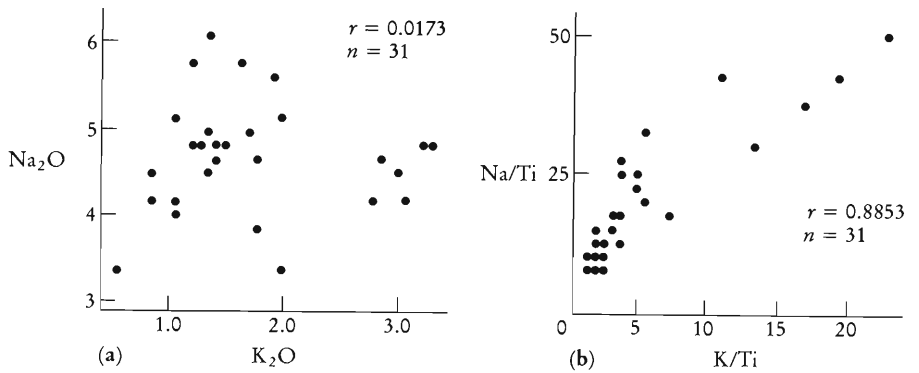 r = 0.0173
n = 31
6
5
Na₂O
4
3
1.0 2.0 3.0
(a) K₂O
50
Na/Ti 25
r = 0.8853
n = 31
0 5 10 15 20
(b) K/Ti